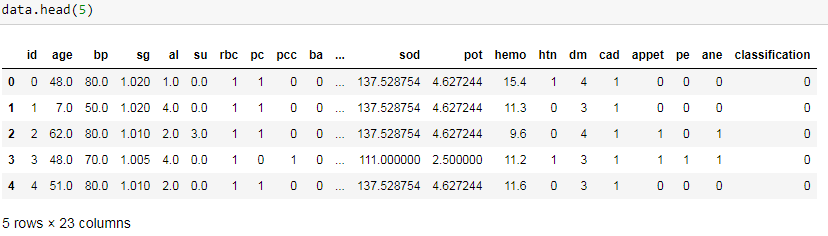 data.head(5)
id age bp sg al su rbc pc pcc ba ... sod pot hemo htn dm cad appet pe ane classification
0 0 48.0 80.0 1.020 1.0 0.0 1 1 0 0 ... 137.528754 4.627244 15.4 1 4 1 0 0 0 0
1 1 7.0 50.0 1.020 4.0 0.0 1 1 0 0 ... 137.528754 4.627244 11.3 0 3 1 0 0 0 0
2 2 62.0 80.0 1.010 2.0 3.0 1 1 0 0 ... 137.528754 4.627244 9.6 0 4 1 1 0 1 0
3 3 48.0 70.0 1.005 4.0 0.0 1 0 1 0 ... 111.000000 2.500000 11.2 1 3 1 1 1 1 0
4 4 51.0 80.0 1.010 2.0 0.0 1 1 0 0 ... 137.528754 4.627244 11.6 0 3 1 0 0 0 0
5 rows × 23 columns